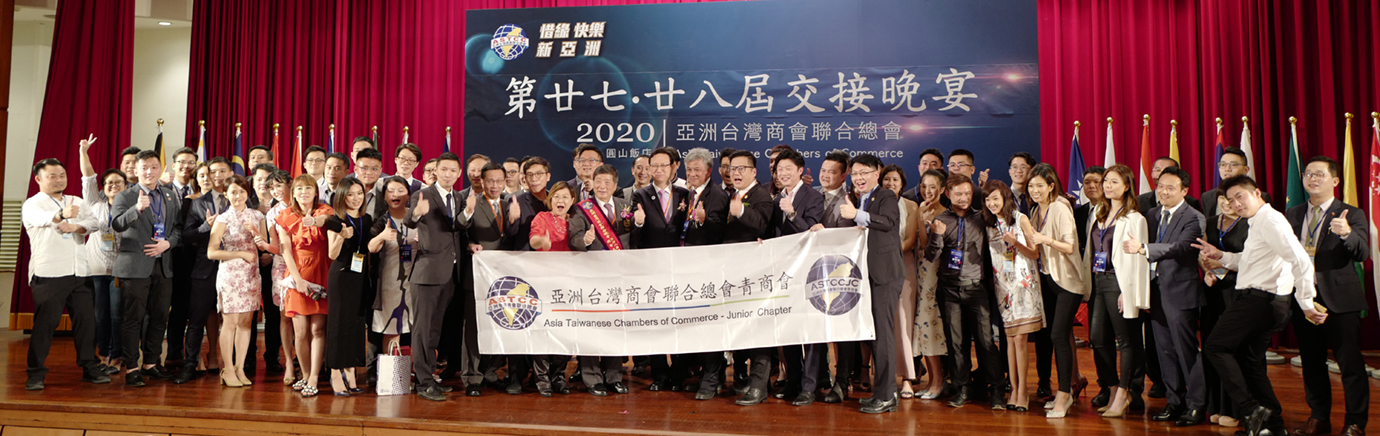 ASTCC
惜緣 快樂
新亞洲
第廿七·廿八屆交接晚宴
2020 亞洲台灣商會聯合總會
圓山飯店 Asia Taiwanese Chambers of Commerce
ASTCC
亞洲台灣商會聯合總會青商會
Asia Taiwanese Chambers of Commerce - Junior Chapter
ASTCCJC